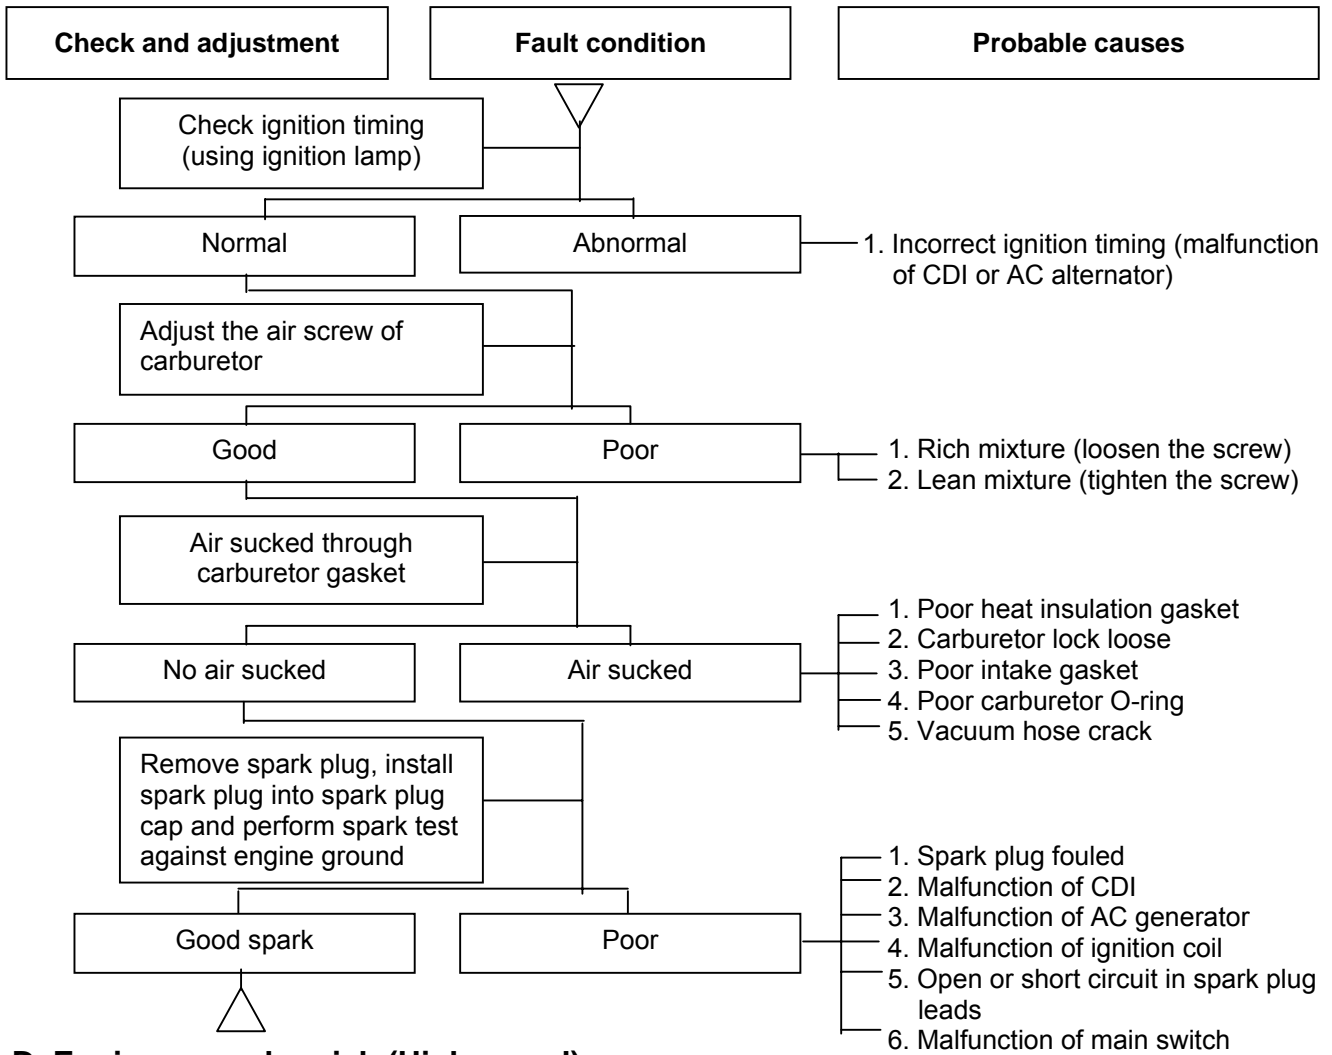 Check and adjustment
Fault condition
Probable causes
Check ignition timing
(using ignition lamp)
Normal
Abnormal
1. Incorrect ignition timing (malfunction
of CDI or AC alternator)
Adjust the air screw of
carburetor
Good
Poor
1. Rich mixture (loosen the screw)
2. Lean mixture (tighten the screw)
Air sucked through
carburetor gasket
No air sucked
Air sucked
1. Poor heat insulation gasket
2. Carburetor lock loose
3. Poor intake gasket
4. Poor carburetor O-ring
5. Vacuum hose crack
Remove spark plug, install
spark plug into spark plug
cap and perform spark test
against engine ground
Good spark
Poor
1. Spark plug fouled
2. Malfunction of CDI
3. Malfunction of AC generator
4. Malfunction of ignition coil
5. Open or short circuit in spark plug
leads
6. Malfunction of main switch